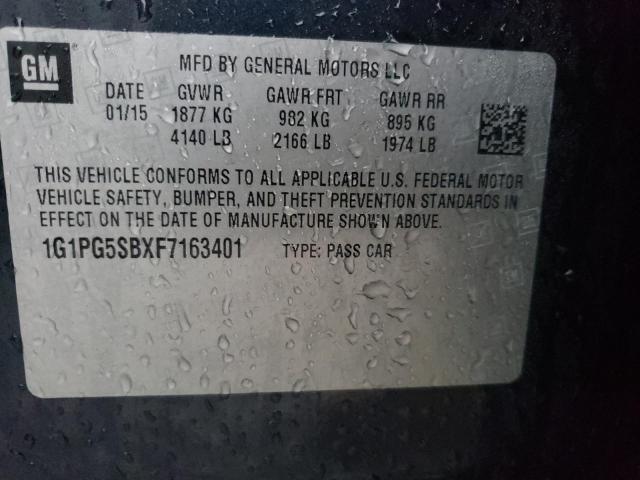 GM
MFD BY GENERAL MOTORS LLC
DATE GVWR GAWR FRT GAWR RR
01/15 1877 KG 982 KG 895 KG
4140 LB 2166 LB 1974 LB
THIS VEHICLE CONFORMS TO ALL APPLICABLE U.S. FEDERAL MOTOR
VEHICLE SAFETY, BUMPER, AND THEFT PREVENTION STANDARDS IN
EFFECT ON THE DATE OF MANUFACTURE SHOWN ABOVE.
1G1PG5SBXF7163401 TYPE: PASS CAR